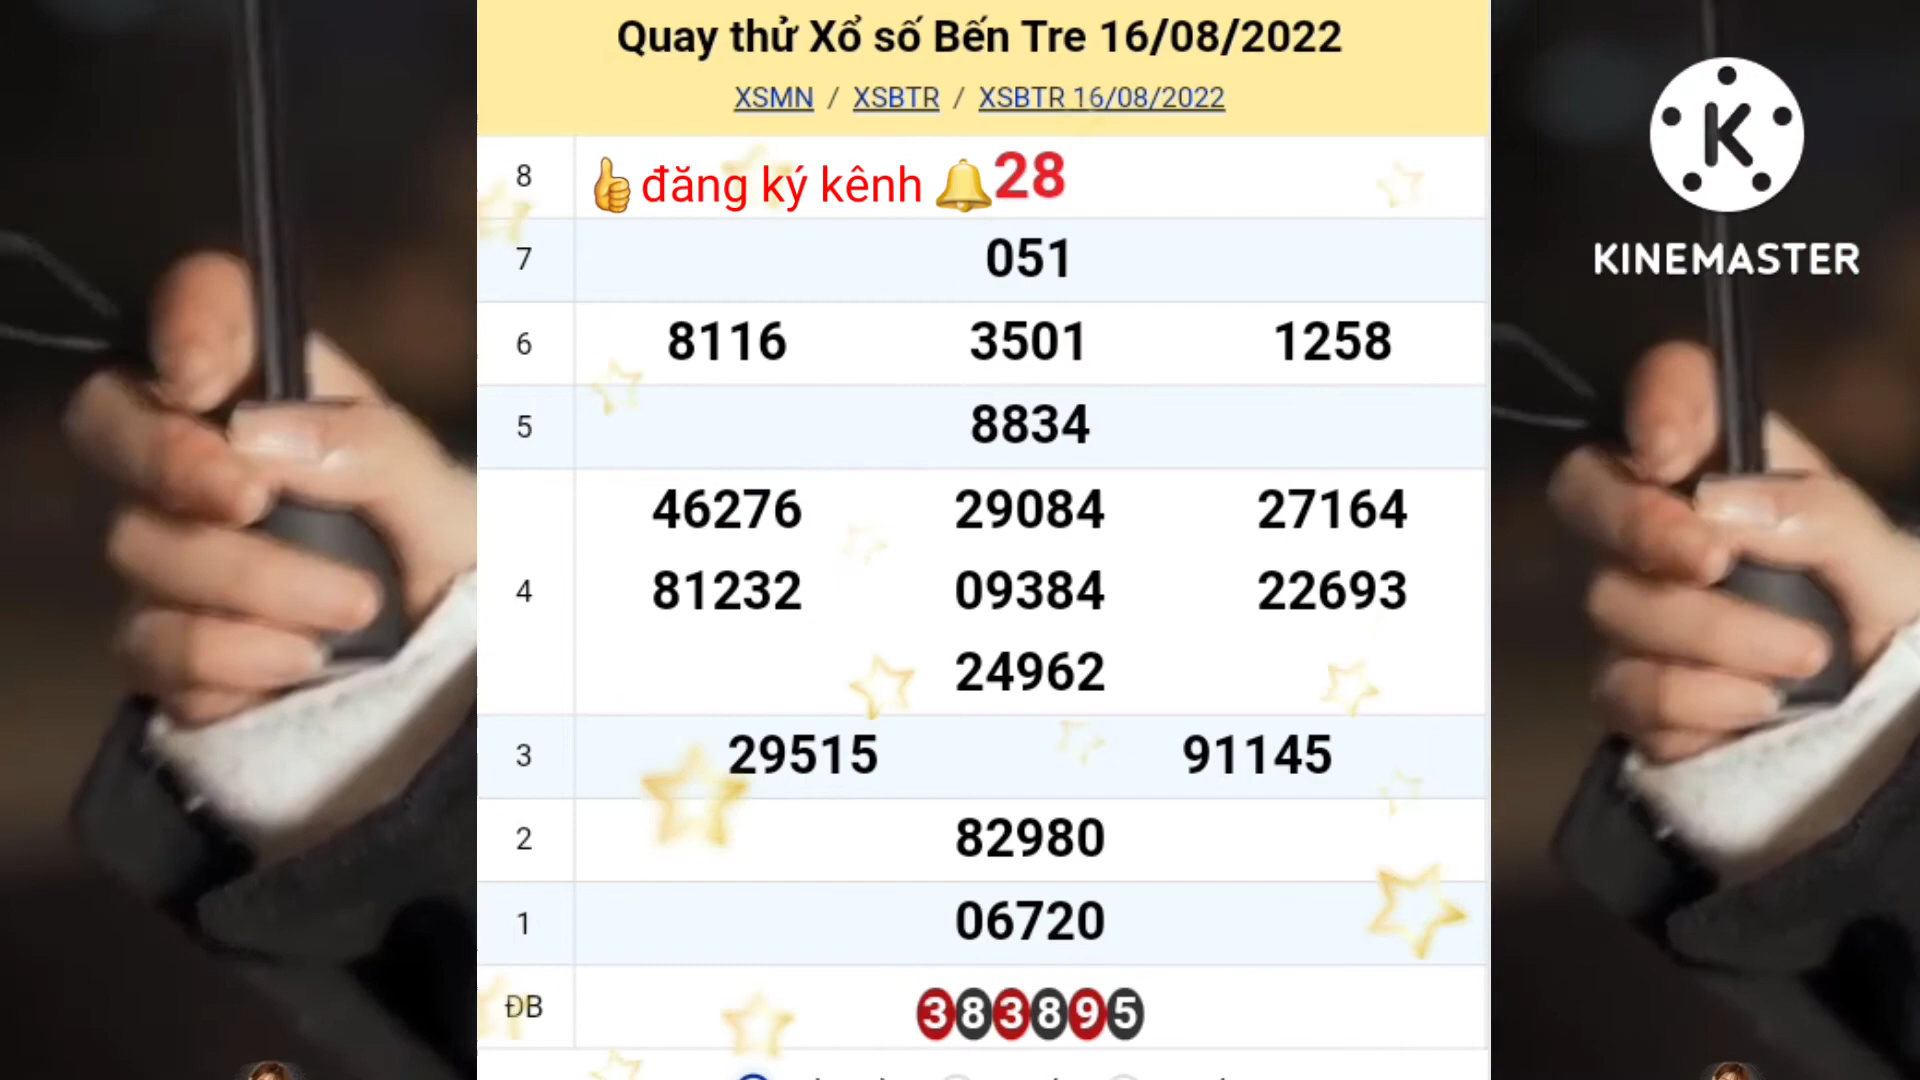 Quay thử Xổ số Bến Tre 16/08/2022
XSMN / XSBTR / XSBTR 16/08/2022
8 👍 đăng ký kênh 🔔 28
7 051
6 8116 3501 1258
5 8834
46276 29084 27164
4 81232 09384 22693
24962
3 29515 91145
2 82980
1 06720
ĐB 383895
K
KINEMASTER